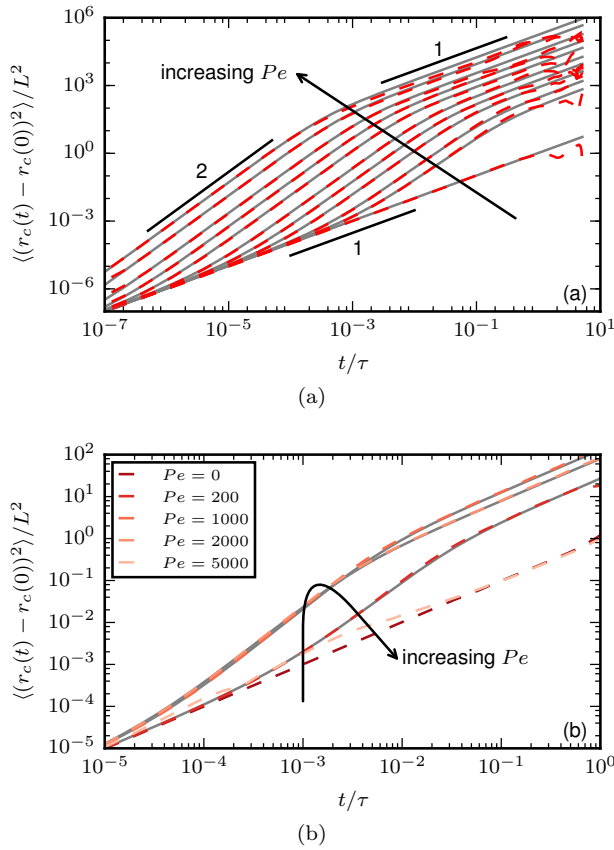 10^6
10^3
10^0
10^{-3}
10^{-6}
⟨(r_c(t) − r_c(0))^2⟩/L^2
increasing Pe
1
2
1
(a)
10^{-7} 10^{-5} 10^{-3} 10^{-1} 10^1
t/τ
(a)
10^2
10^1
10^0
10^{-1}
10^{-2}
10^{-3}
10^{-4}
10^{-5}
⟨(r_c(t) − r_c(0))^2⟩/L^2
Pe = 0
Pe = 200
Pe = 1000
Pe = 2000
Pe = 5000
increasing Pe
(b)
10^{-5} 10^{-4} 10^{-3} 10^{-2} 10^{-1} 10^0
t/τ
(b)